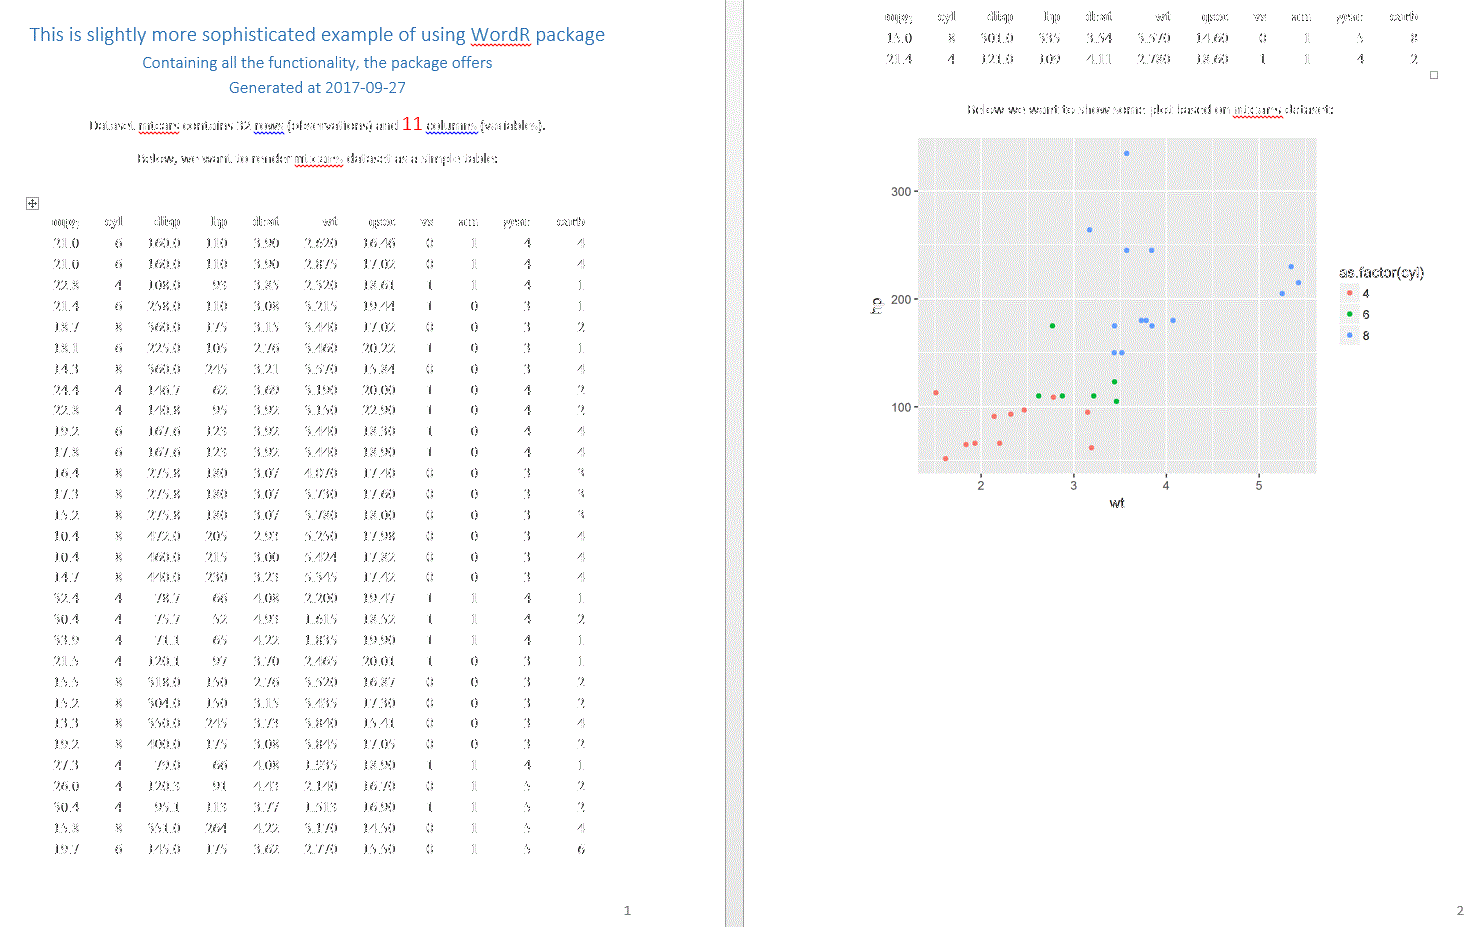 This is slightly more sophisticated example of using WordR package
Containing all the functionality, the package offers
Generated at 2017-09-27
Dataset mtcars contains 32 rows (observations) and 11 columns (variables).
Below, we want to render mtcars dataset as a simple table:
mpg cyl disp hp drat wt qsec vs am gear carb
21.0 6 160.0 110 3.90 2.620 16.46 0 1 4 4
21.0 6 160.0 110 3.90 2.875 17.02 0 1 4 4
22.8 4 108.0 93 3.85 2.320 18.61 1 1 4 1
21.4 6 258.0 110 3.08 3.215 19.44 1 0 3 1
18.7 8 360.0 175 3.15 3.440 17.02 0 0 3 2
18.1 6 225.0 105 2.76 3.460 20.22 1 0 3 1
14.3 8 360.0 245 3.21 3.570 15.84 0 0 3 4
24.4 4 146.7 62 3.69 3.190 20.00 1 0 4 2
22.8 4 140.8 95 3.92 3.150 22.90 1 0 4 2
19.2 6 167.6 123 3.92 3.440 18.30 1 0 4 4
17.8 6 167.6 123 3.92 3.440 18.90 1 0 4 4
16.4 8 275.8 180 3.07 4.070 17.40 0 0 3 3
17.3 8 275.8 180 3.07 3.730 17.60 0 0 3 3
15.2 8 275.8 180 3.07 3.780 18.00 0 0 3 3
10.4 8 472.0 205 2.93 5.250 17.98 0 0 3 4
10.4 8 460.0 215 3.00 5.424 17.82 0 0 3 4
14.7 8 440.0 230 3.23 5.345 17.42 0 0 3 4
32.4 4 78.7 66 4.08 2.200 19.47 1 1 4 1
30.4 4 75.7 52 4.93 1.615 18.52 1 1 4 2
33.9 4 71.1 65 4.22 1.835 19.90 1 1 4 1
21.5 4 120.1 97 3.70 2.465 20.01 1 0 3 1
15.5 8 318.0 150 2.76 3.520 16.87 0 0 3 2
15.2 8 304.0 150 3.15 3.435 17.30 0 0 3 2
13.3 8 350.0 245 3.73 3.840 15.41 0 0 3 4
19.2 8 400.0 175 3.08 3.845 17.05 0 0 3 2
27.3 4 79.0 66 4.08 1.935 18.90 1 1 4 1
26.0 4 120.3 91 4.43 2.140 16.70 0 1 5 2
30.4 4 95.1 113 3.77 1.513 16.90 1 1 5 2
15.8 8 351.0 264 4.22 3.170 14.50 0 1 5 4
19.7 6 145.0 175 3.62 2.770 15.50 0 1 5 6
1
mpg cyl disp hp drat wt qsec vs am gear carb
15.0 8 301.0 335 3.54 3.570 14.60 0 1 5 8
21.4 4 121.0 109 4.11 2.780 18.60 1 1 4 2
Below we want to show some plot based on mtcars dataset:
300
200
100
hp
2 3 4 5
wt
as.factor(cyl)
4
6
8
2